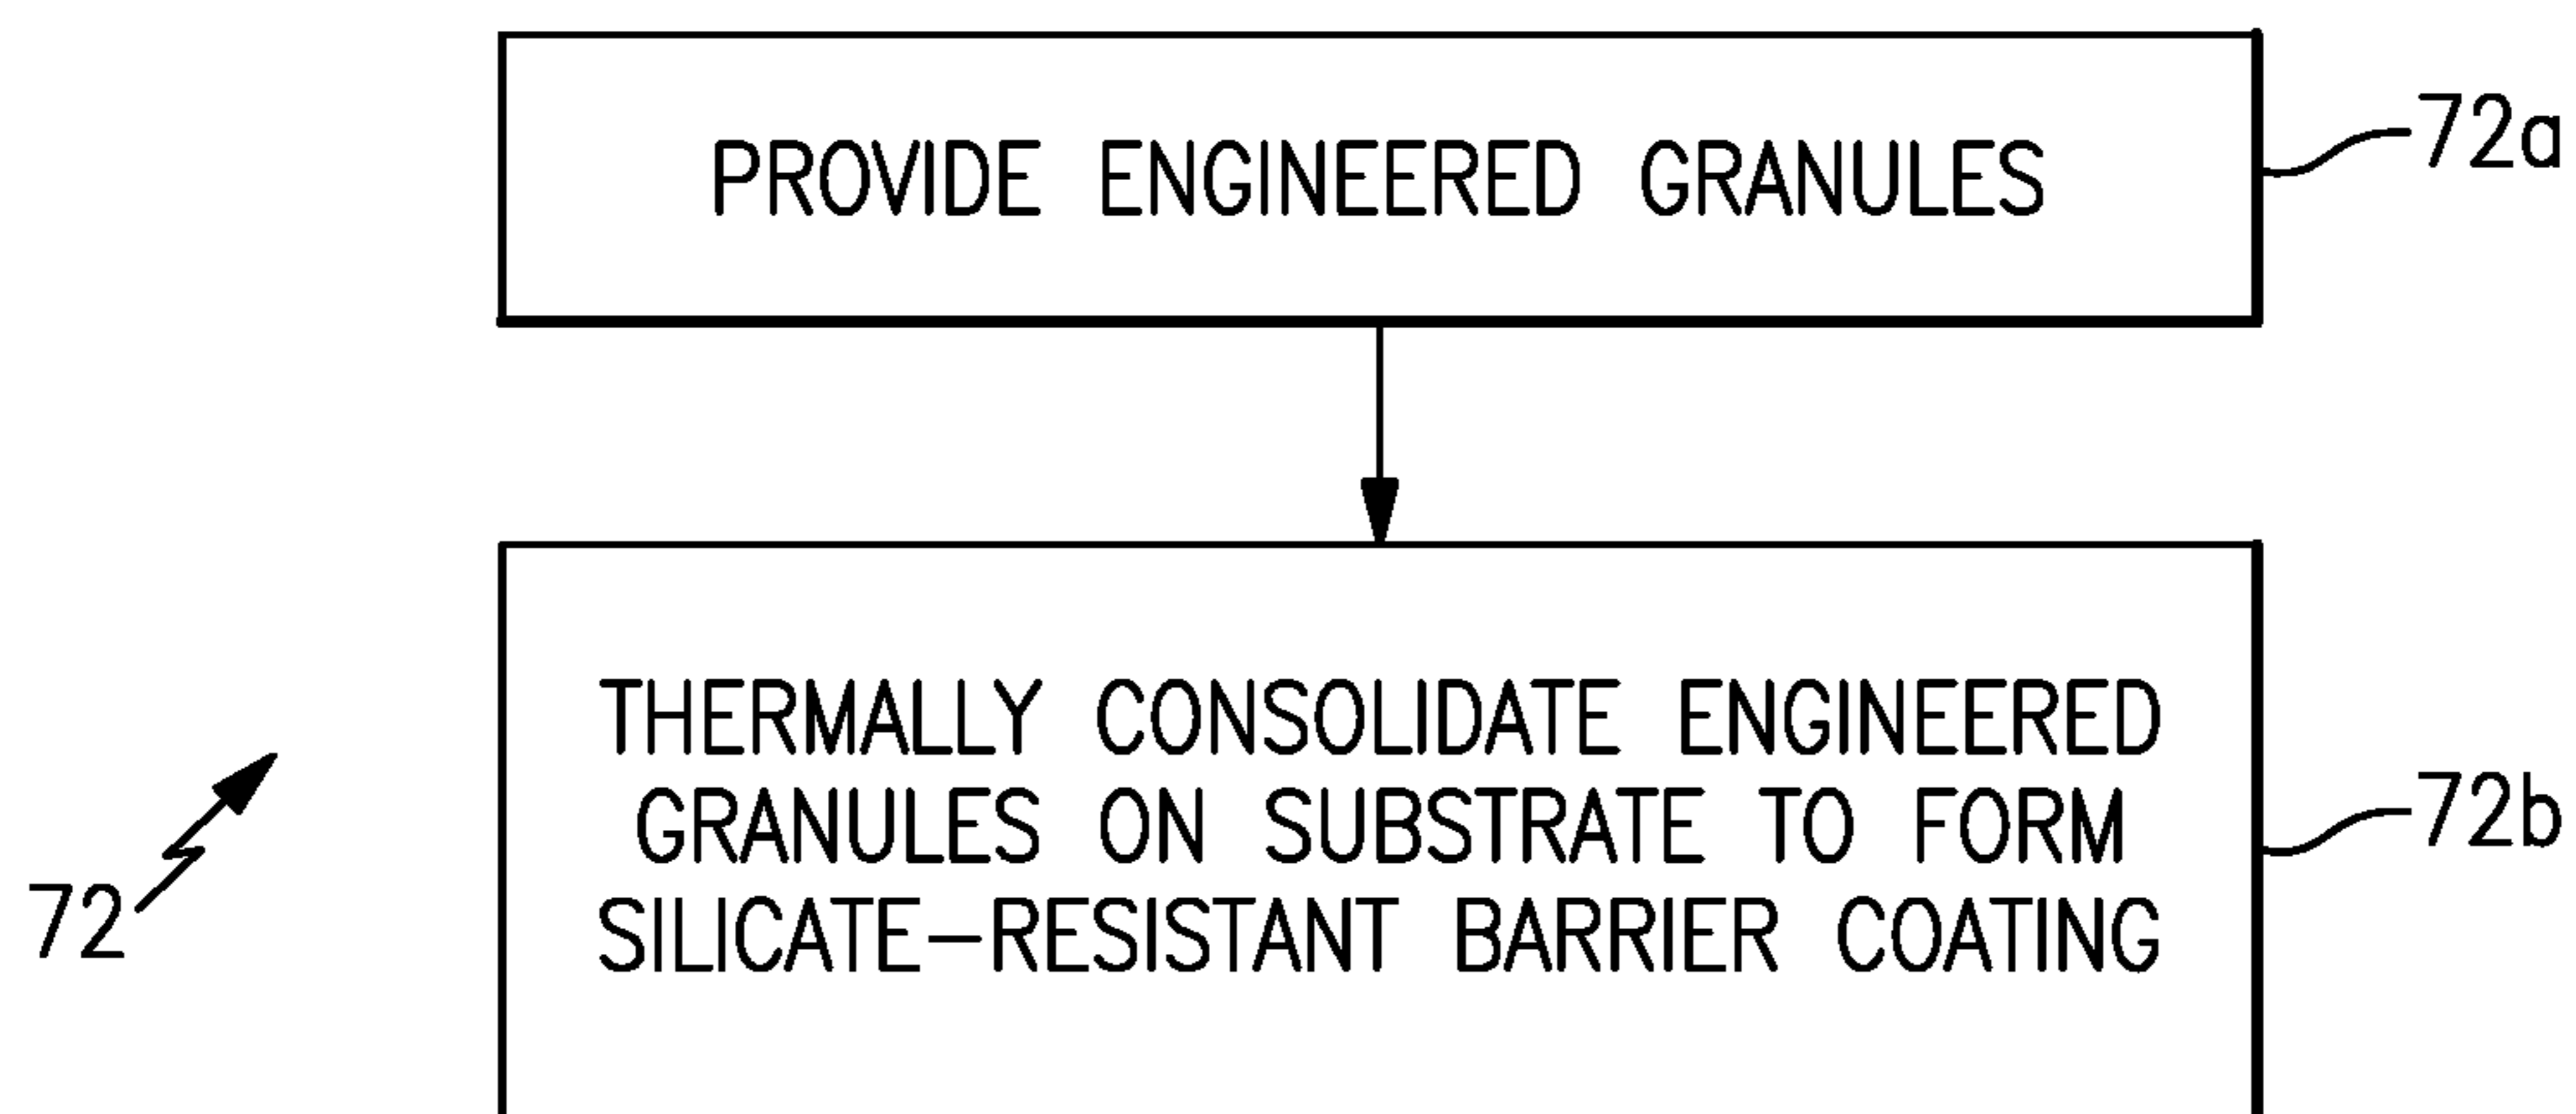 PROVIDE ENGINEERED GRANULES
72a
THERMALLY CONSOLIDATE ENGINEERED
GRANULES ON SUBSTRATE TO FORM
SILICATE-RESISTANT BARRIER COATING
72b
72